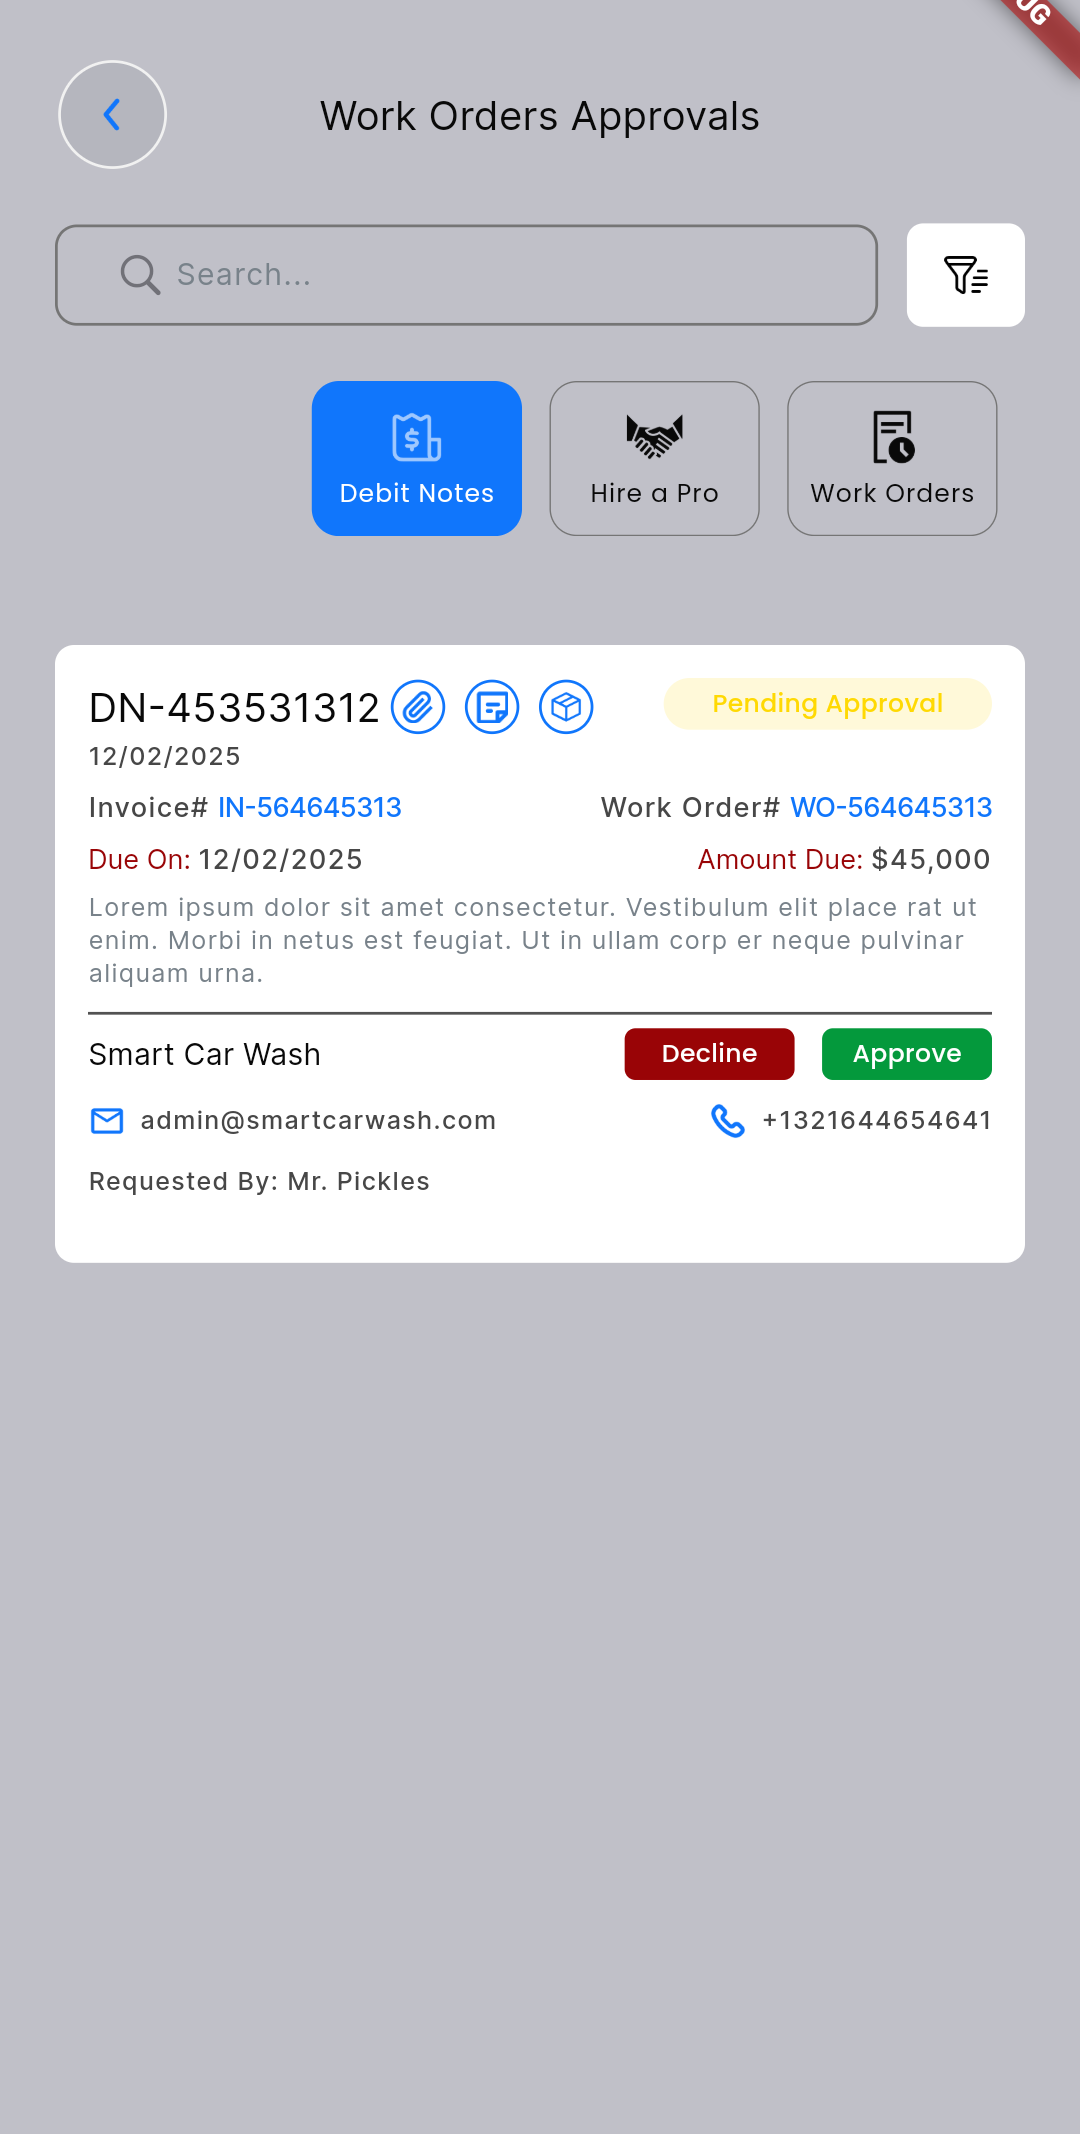 UG
Work Orders Approvals
Search...
Debit Notes
Hire a Pro
Work Orders
DN-453531312
Pending Approval
12/02/2025
Invoice# IN-564645313
Work Order# WO-564645313
Due On: 12/02/2025
Amount Due: $45,000
Lorem ipsum dolor sit amet consectetur. Vestibulum elit place rat ut
enim. Morbi in netus est feugiat. Ut in ullam corp er neque pulvinar
aliquam urna.
Smart Car Wash
Decline
Approve
admin@smartcarwash.com
+1321644654641
Requested By: Mr. Pickles